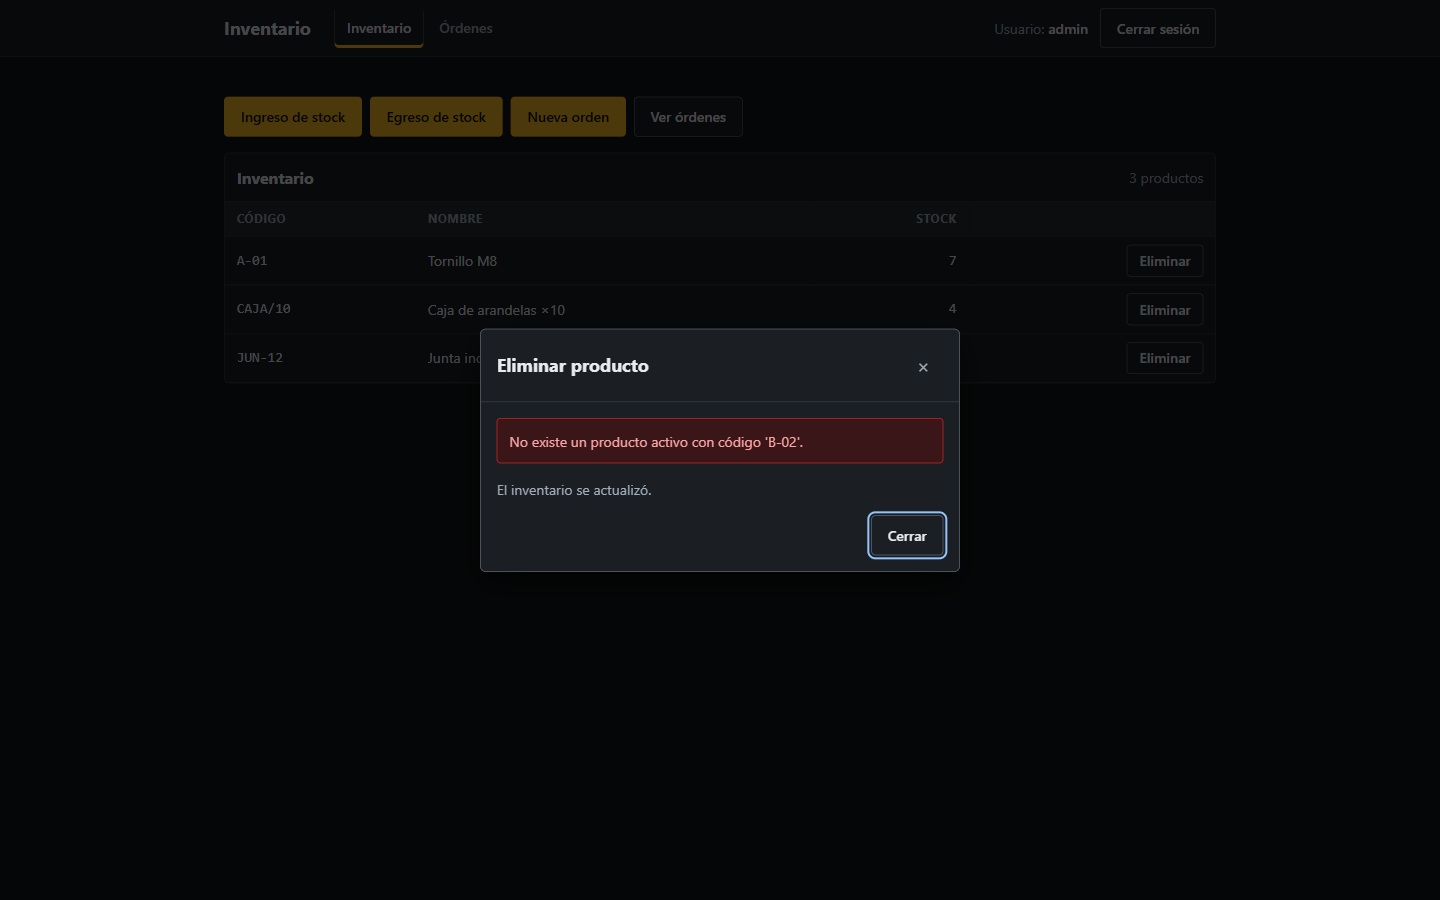 Inventario Inventario Órdenes Usuario: admin Cerrar sesión
Ingreso de stock Egreso de stock Nueva orden Ver órdenes
Inventario 3 productos
CÓDIGO NOMBRE STOCK
A-01 Tornillo M8 7 Eliminar
CAJA/10 Caja de arandelas ×10 4 Eliminar
JUN-12 Junta Eliminar
Eliminar producto ×
No existe un producto activo con código 'B-02'.
El inventario se actualizó.
Cerrar